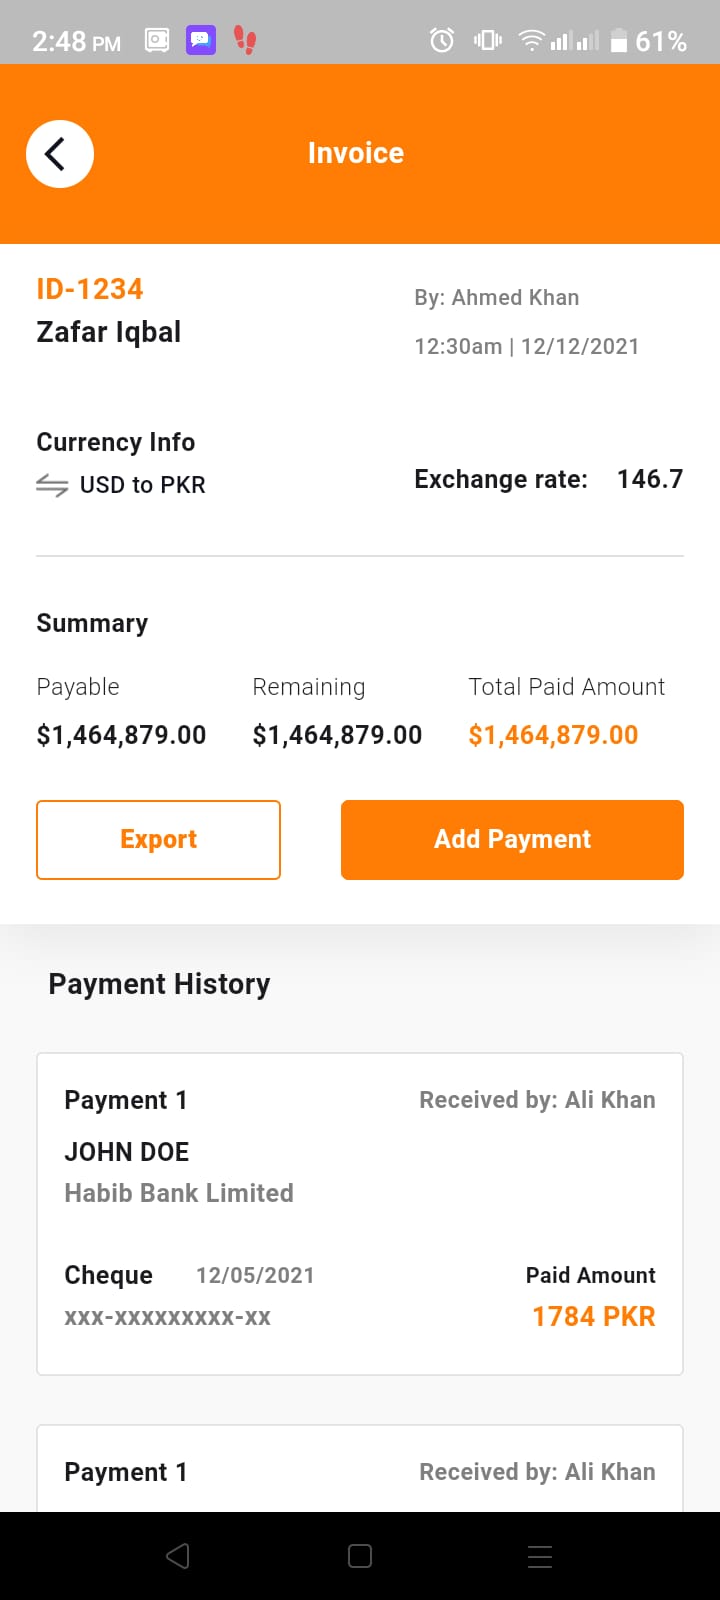 2:48 PM 61%
Invoice
ID-1234
Zafar Iqbal
By: Ahmed Khan
12:30am | 12/12/2021
Currency Info
USD to PKR
Exchange rate: 146.7
Summary
Payable Remaining Total Paid Amount
$1,464,879.00 $1,464,879.00 $1,464,879.00
Export Add Payment
Payment History
Payment 1 Received by: Ali Khan
JOHN DOE
Habib Bank Limited
Cheque 12/05/2021 Paid Amount
xxx-xxxxxxxxx-xx 1784 PKR
Payment 1 Received by: Ali Khan